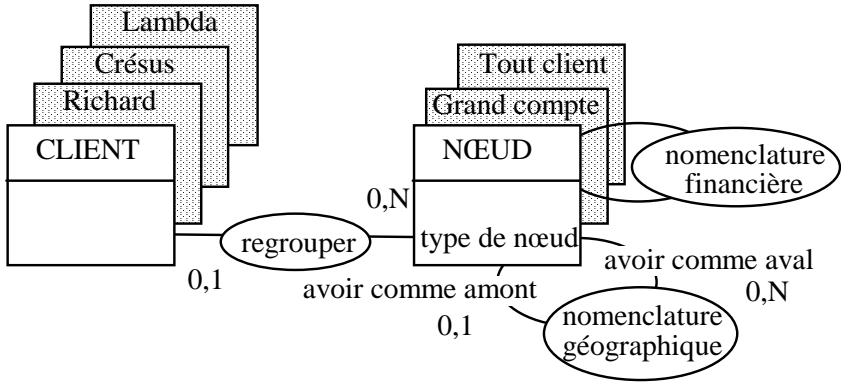 Lambda
Crésus
Richard
CLIENT
Tout client
Grand compte
NŒUD
nomenclature
financière
0,N
regrouper
type de nœud
0,1
avoir comme amont
0,1
avoir comme aval
0,N
nomenclature
géographique